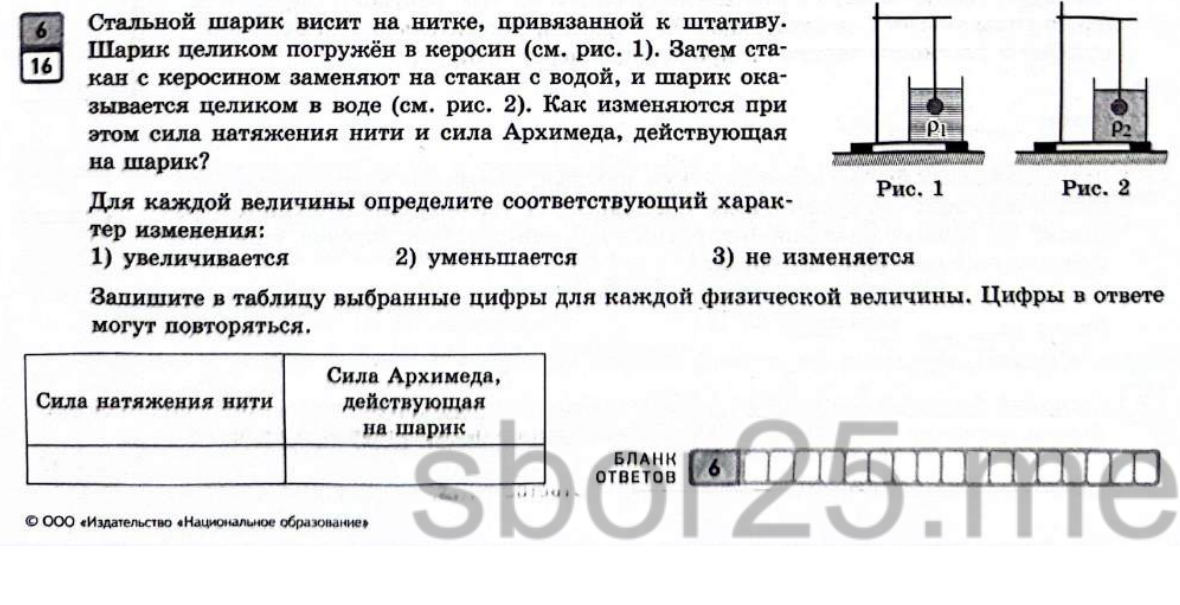 6
16
Стальной шарик висит на нитке, привязанной к штативу.
Шарик целиком погружён в керосин (см. рис. 1). Затем ста-
кан с керосином заменяют на стакан с водой, и шарик ока-
зывается целиком в воде (см. рис. 2). Как изменяются при
этом сила натяжения нити и сила Архимеда, действующая
на шарик?
ρ1
ρ2
Рис. 1
Рис. 2
Для каждой величины определите соответствующий харак-
тер изменения:
1) увеличивается 2) уменьшается 3) не изменяется
Запишите в таблицу выбранные цифры для каждой физической величины. Цифры в ответе
могут повторяться.
Сила натяжения нити
Сила Архимеда,
действующая
на шарик
БЛАНК
ОТВЕТОВ
6
© ООО «Издательство «Национальное образование»
sbor25.me